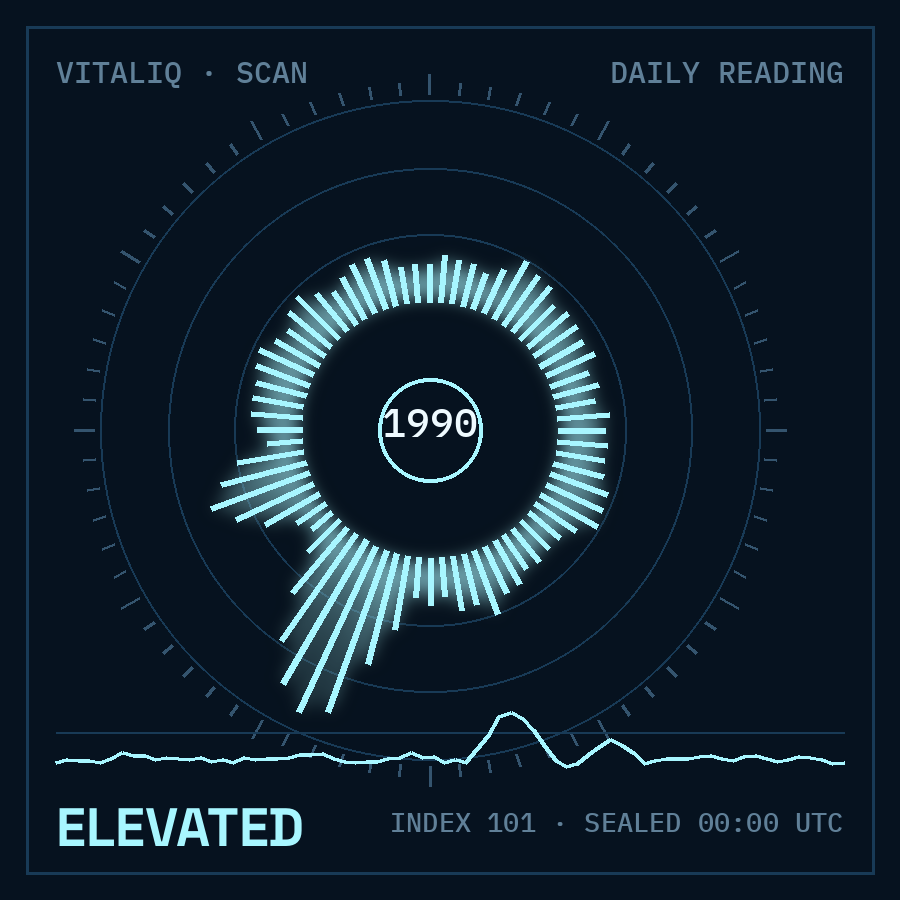 VITALIQ · SCAN
DAILY READING
1990
ELEVATED
INDEX 101 · SEALED 00:00 UTC